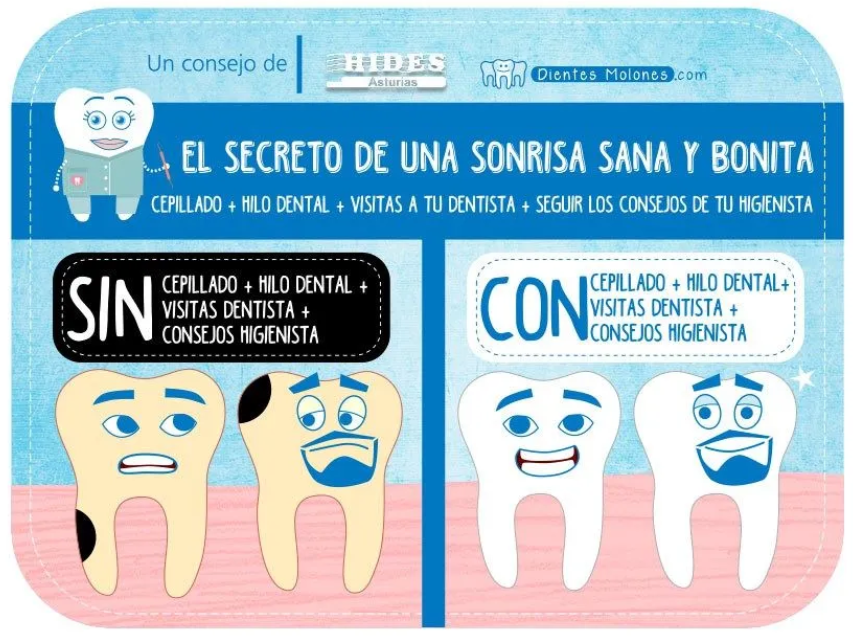 Un consejo de
HIDES
Asturias
Dientes Molones.com
EL SECRETO DE UNA SONRISA SANA Y BONITA
CEPILLADO + HILO DENTAL + VISITAS A TU DENTISTA + SEGUIR LOS CONSEJOS DE TU HIGIENISTA
SIN
CEPILLADO + HILO DENTAL +
VISITAS DENTISTA +
CONSEJOS HIGIENISTA
CON
CEPILLADO + HILO DENTAL+
VISITAS DENTISTA +
CONSEJOS HIGIENISTA